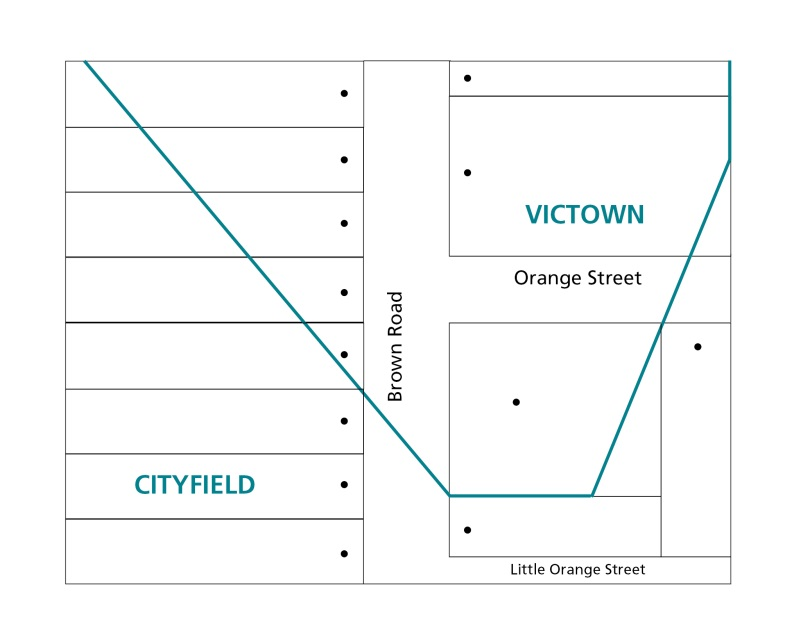 VICTOWN
Orange Street
Brown Road
CITYFIELD
Little Orange Street